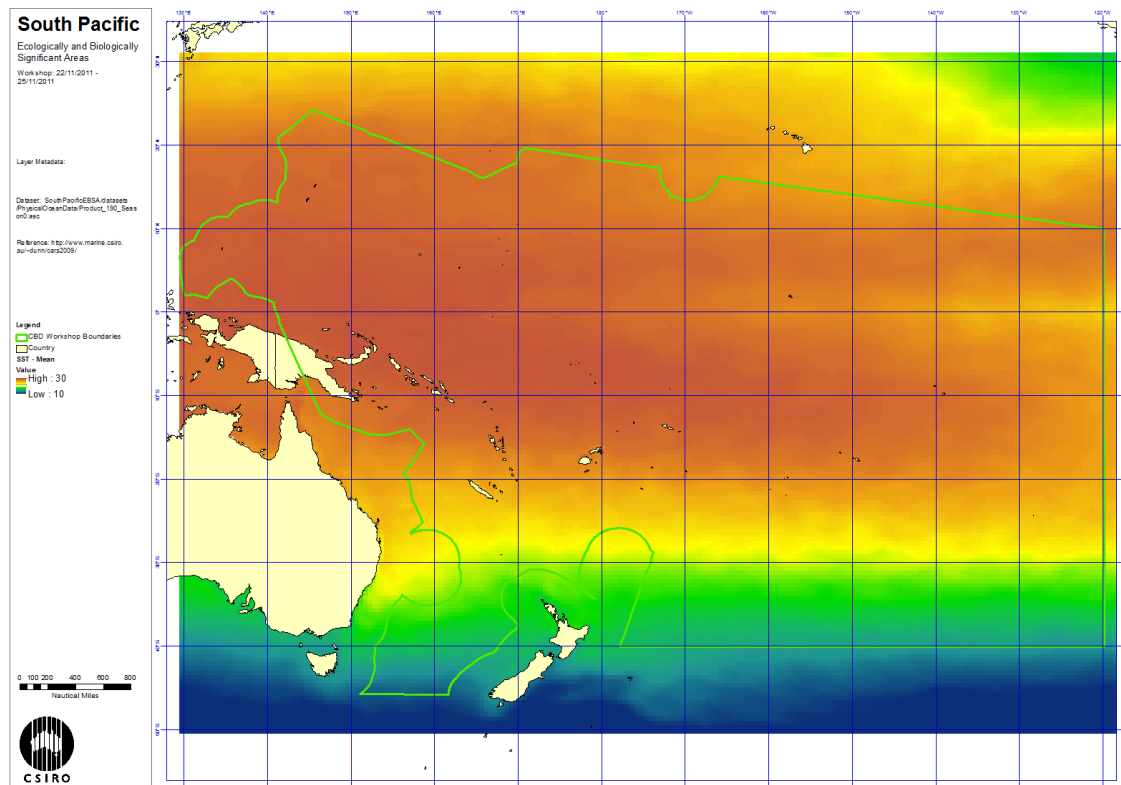 South Pacific
Ecologically and Biologically
Significant Areas
Workshop: 22/11/2011 -
25/11/2011
Layer Metadata:
Dataset: SouthPacificEBSA/datasets
/PhysicalOceanData/Product_190_Seas
on0.asc
Reference: http://www.marine.csiro.
au/~dunn/cars2009/
Legend
CBD Workshop Boundaries
Country
SST - Mean
Value
High : 30
Low : 10
0 100 200 400 600 800
Nautical Miles
CSIRO
130°E 140°E 150°E 160°E 170°E 180° 170°W 160°W 150°W 140°W 130°W 120°W